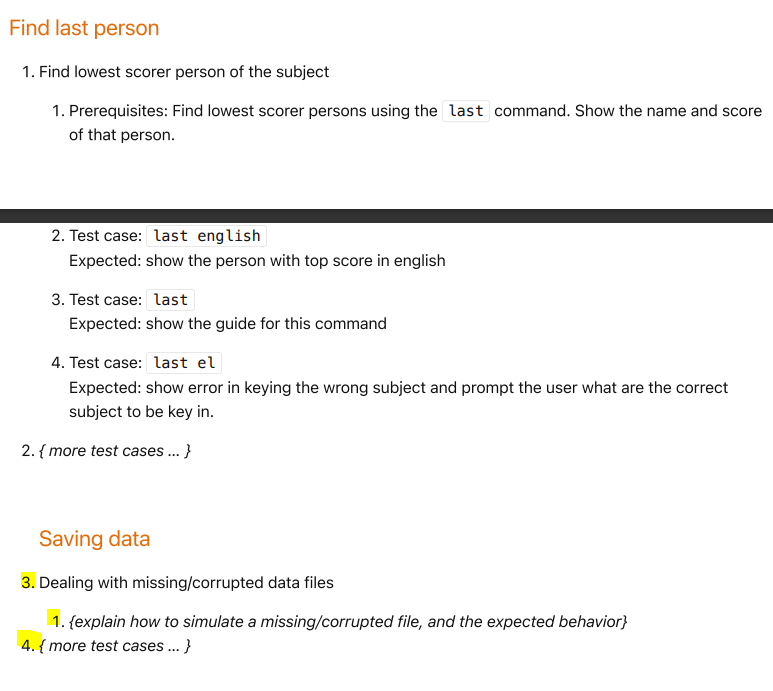 Find last person
1. Find lowest scorer person of the subject
1. Prerequisites: Find lowest scorer persons using the last command. Show the name and score
of that person.
2. Test case: last english
Expected: show the person with top score in english
3. Test case: last
Expected: show the guide for this command
4. Test case: last el
Expected: show error in keying the wrong subject and prompt the user what are the correct
subject to be key in.
2. { more test cases ... }
Saving data
3. Dealing with missing/corrupted data files
1. {explain how to simulate a missing/corrupted file, and the expected behavior}
4. { more test cases ... }